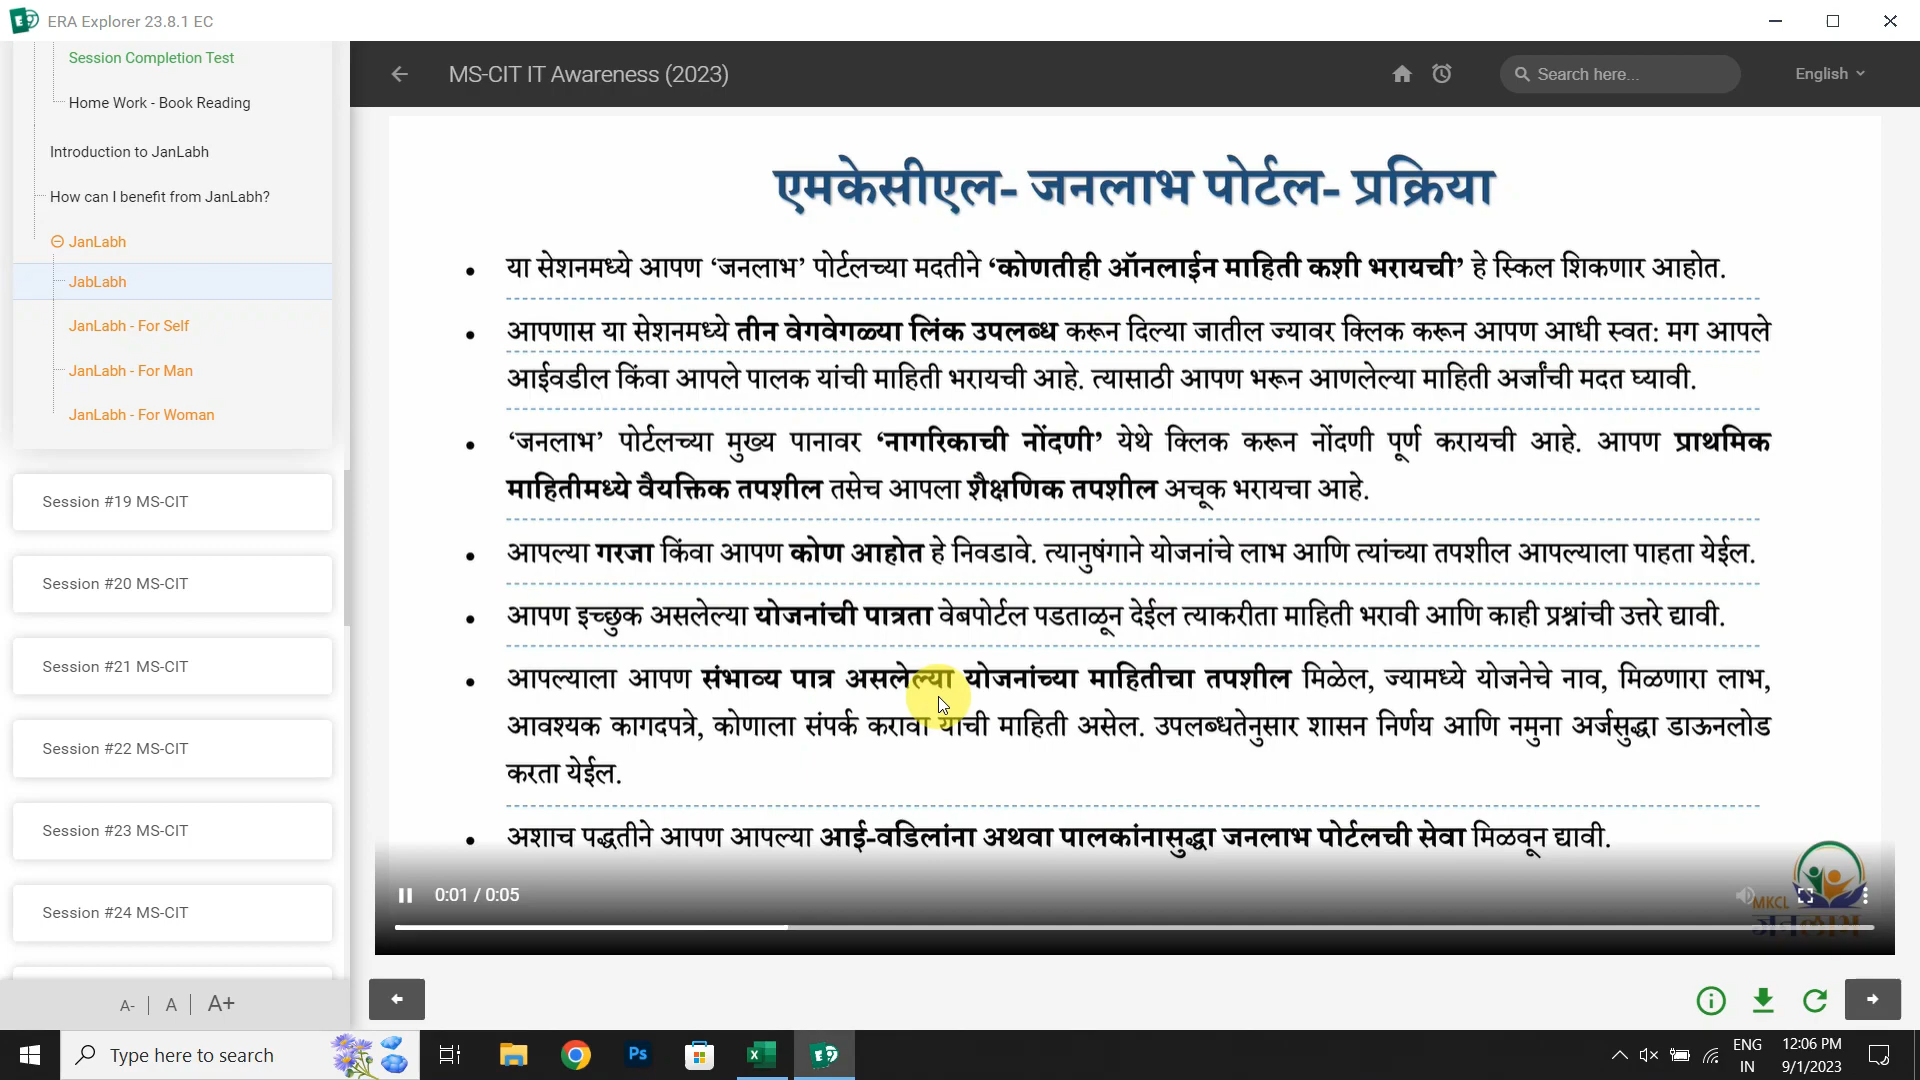 ERA Explorer 23.8.1 EC
Session Completion Test
Home Work - Book Reading
Introduction to JanLabh
How can I benefit from JanLabh?
JanLabh
JabLabh
JanLabh - For Self
JanLabh - For Man
JanLabh - For Woman
Session #19 MS-CIT
Session #20 MS-CIT
Session #21 MS-CIT
Session #22 MS-CIT
Session #23 MS-CIT
Session #24 MS-CIT
A- | A | A+
MS-CIT IT Awareness (2023)
Search here...
English
एमकेसीएल- जनलाभ पोर्टल- प्रक्रिया
• या सेशनमध्ये आपण ‘जनलाभ’ पोर्टलच्या मदतीने ‘कोणतीही ऑनलाईन माहिती कशी भरायची’ हे स्किल शिकणार आहोत.
• आपणास या सेशनमध्ये तीन वेगवेगळ्या लिंक उपलब्ध करून दिल्या जातील ज्यावर क्लिक करून आपण आधी स्वत: मग आपले
आईवडील किंवा आपले पालक यांची माहिती भरायची आहे. त्यासाठी आपण भरून आणलेल्या माहिती अर्जांची मदत घ्यावी.
• ‘जनलाभ’ पोर्टलच्या मुख्य पानावर ‘नागरिकाची नोंदणी’ येथे क्लिक करून नोंदणी पूर्ण करायची आहे. आपण प्राथमिक
माहितीमध्ये वैयक्तिक तपशील तसेच आपला शैक्षणिक तपशील अचूक भरायचा आहे.
• आपल्या गरजा किंवा आपण कोण आहोत हे निवडावे. त्यानुषंगाने योजनांचे लाभ आणि त्यांच्या तपशील आपल्याला पाहता येईल.
• आपण इच्छुक असलेल्या योजनांची पात्रता वेबपोर्टल पडताळून देईल त्याकरीता माहिती भरावी आणि काही प्रश्नांची उत्तरे द्यावी.
• आपल्याला आपण संभाव्य पात्र असलेल्या योजनांच्या माहितीचा तपशील मिळेल, ज्यामध्ये योजनेचे नाव, मिळणारा लाभ,
आवश्यक कागदपत्रे, कोणाला संपर्क करावा याची माहिती असेल. उपलब्धतेनुसार शासन निर्णय आणि नमुना अर्जसुद्धा डाऊनलोड
करता येईल.
• अशाच पद्धतीने आपण आपल्या आई-वडिलांना अथवा पालकांनासुद्धा जनलाभ पोर्टलची सेवा मिळवून द्यावी.
0:01 / 0:05
MKCL
जनलाभ
Type here to search
Ps
ENG
IN
12:06 PM
9/1/2023